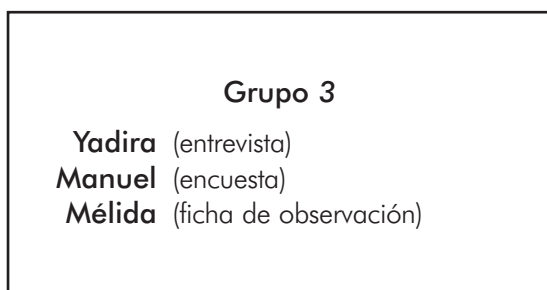 Grupo 3
Yadira (entrevista)
Manuel (encuesta)
Mélida (ficha de observación)